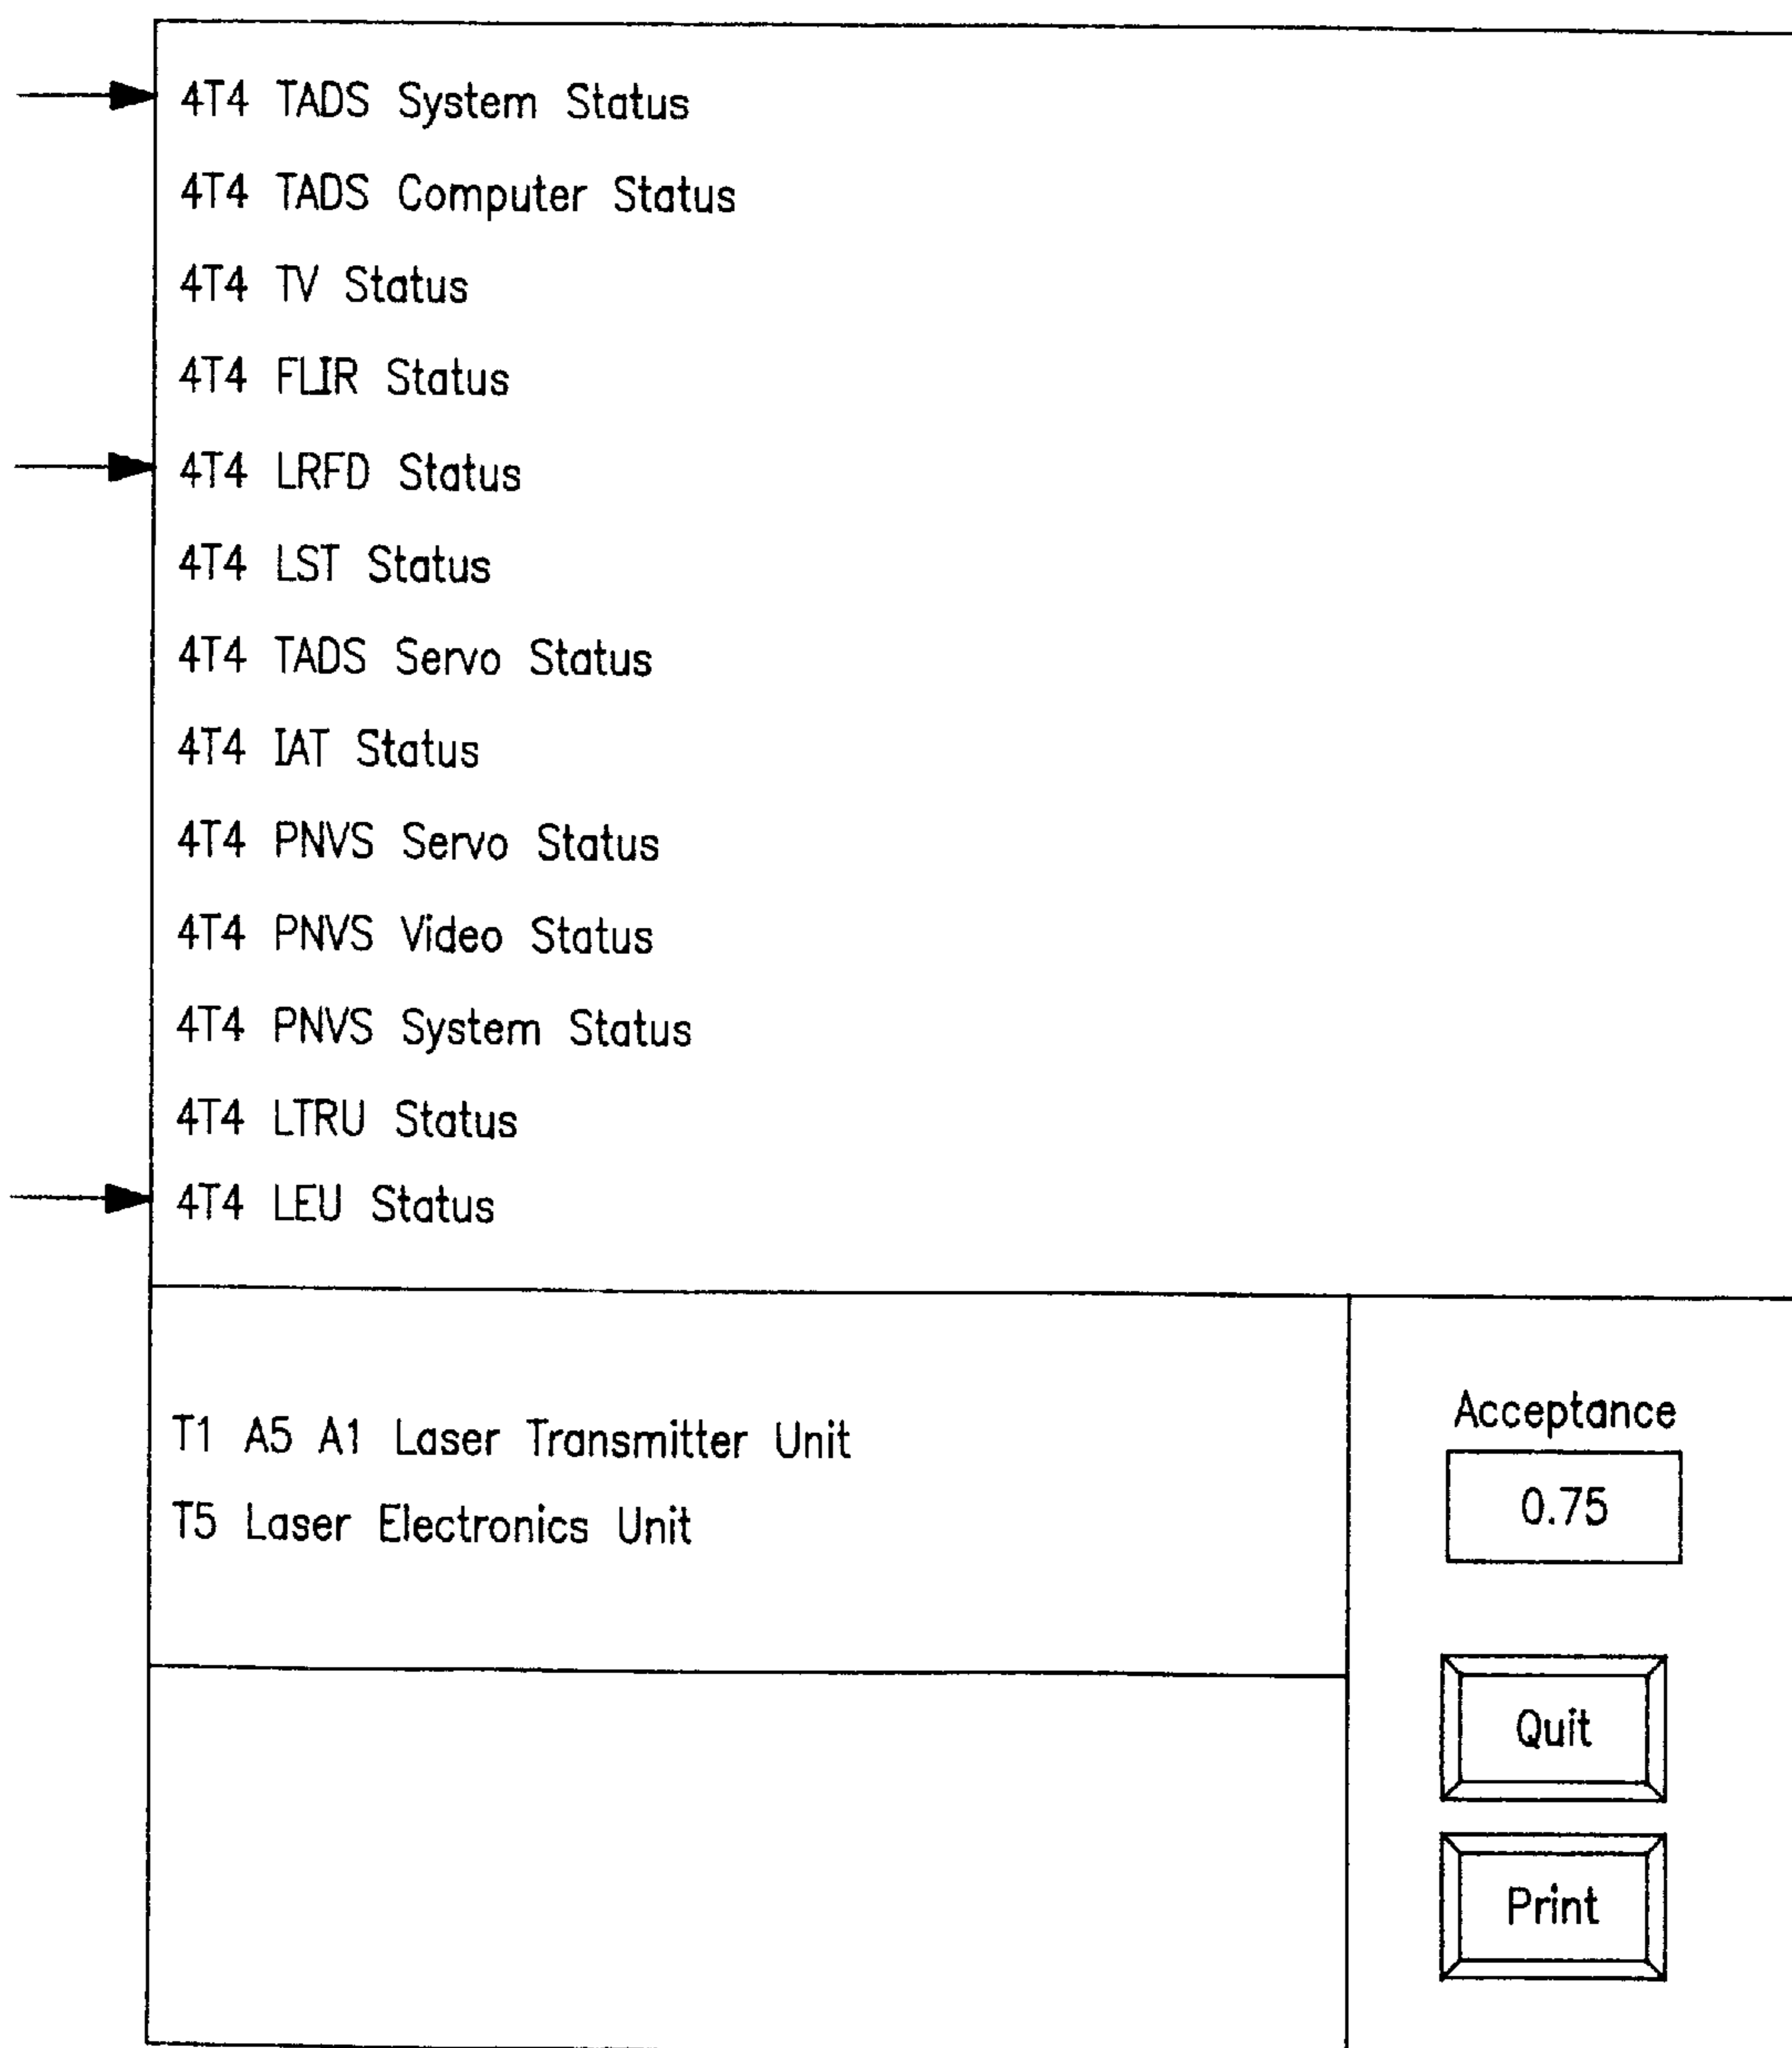 4T4 TADS System Status
4T4 TADS Computer Status
4T4 TV Status
4T4 FLIR Status
4T4 LRFD Status
4T4 LST Status
4T4 TADS Servo Status
4T4 IAT Status
4T4 PNVS Servo Status
4T4 PNVS Video Status
4T4 PNVS System Status
4T4 LTRU Status
4T4 LEU Status
T1 A5 A1 Laser Transmitter Unit
T5 Laser Electronics Unit
Acceptance
0.75
Quit
Print